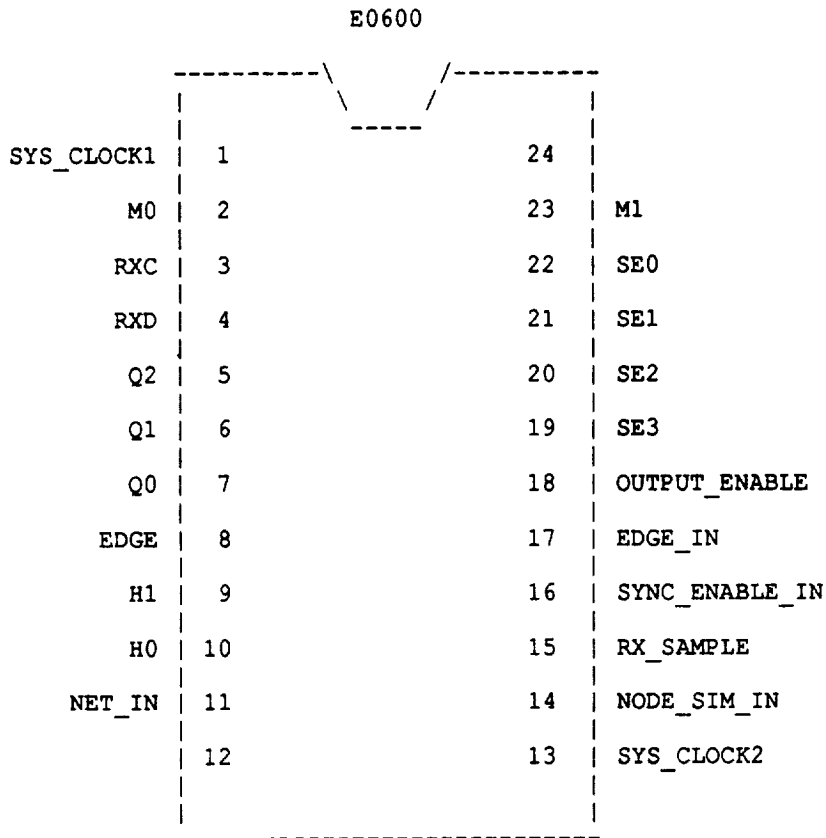 E0600
SYS_CLOCK1 1 24
M0 2 23 M1
RXC 3 22 SE0
RXD 4 21 SE1
Q2 5 20 SE2
Q1 6 19 SE3
Q0 7 18 OUTPUT_ENABLE
EDGE 8 17 EDGE_IN
H1 9 16 SYNC_ENABLE_IN
H0 10 15 RX_SAMPLE
NET_IN 11 14 NODE_SIM_IN
12 13 SYS_CLOCK2